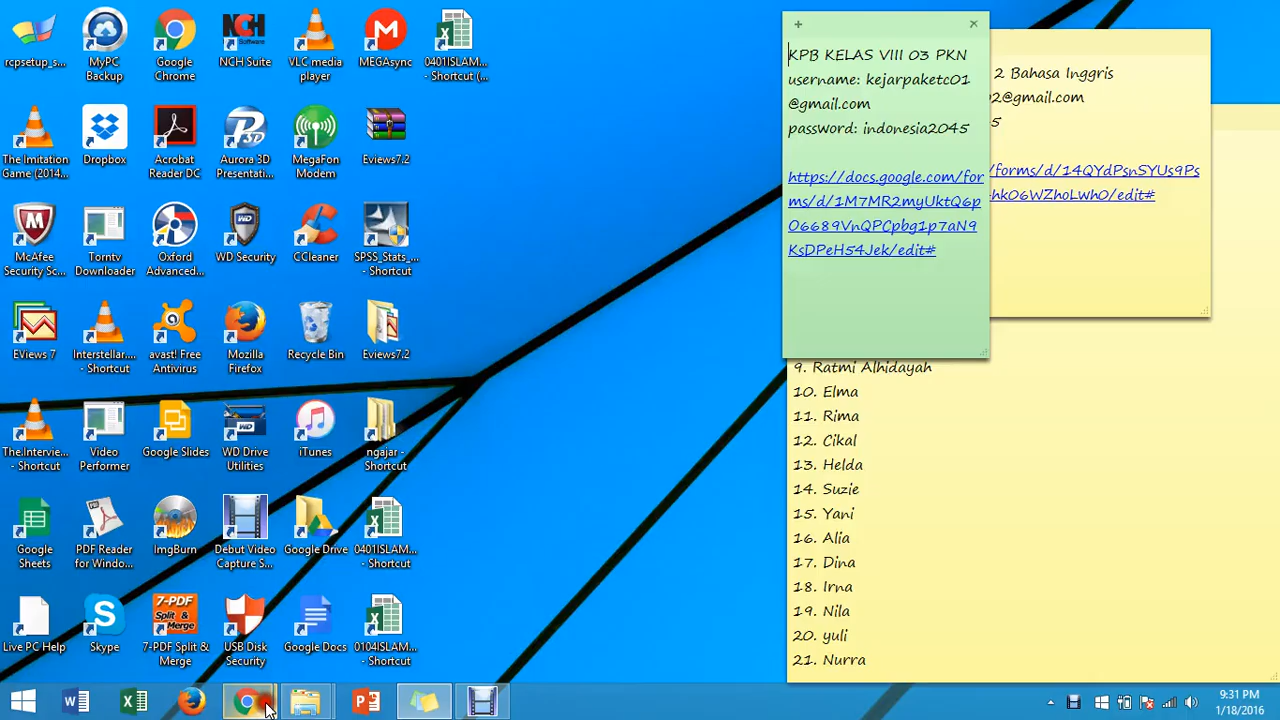 rcpsetup_s...
MyPC
Backup
Google
Chrome
NCH Suite
VLC media
player
MEGAsync
0401ISLAM...
- Shortcut (...
The Imitation
Game (2014...
Dropbox
Acrobat
Reader DC
Aurora 3D
Presentati...
MegaFon
Modem
Eviews7.2
McAfee
Security Sc...
Torntv
Downloader
Oxford
Advanced...
WD Security
CCleaner
SPSS_Stats_...
- Shortcut
EViews 7
Interstellar....
- Shortcut
avast! Free
Antivirus
Mozilla
Firefox
Recycle Bin
Eviews7.2
The.Intervie...
- Shortcut
Video
Performer
Google Slides
WD Drive
Utilities
iTunes
ngajar -
Shortcut
Google
Sheets
PDF Reader
for Windo...
ImgBurn
Debut Video
Capture S...
Google Drive
0401ISLAM...
- Shortcut
Live PC Help
Skype
7-PDF Split &
Merge
USB Disk
Security
Google Docs
0104ISLAM...
- Shortcut
KPB KELAS VIII 03 PKN
username: kejarpaketc01
@gmail.com
password: indonesia2045
https://docs.google.com/for
ms/d/1M7MR2myUktQ6p
O6689VnQPCpbg1p7aN9
KsDPeH54Jek/edit#
2 Bahasa Inggris
02@gmail.com
5
/forms/d/14QYdPsnSYUs9Ps
hkO6WZhoLwhO/edit#
9. Ratmi Alhidayah
10. Elma
11. Rima
12. Cikal
13. Helda
14. Suzie
15. Yani
16. Alia
17. Dina
18. Irna
19. Nila
20. yuli
21. Nurra
9:31 PM
1/18/2016